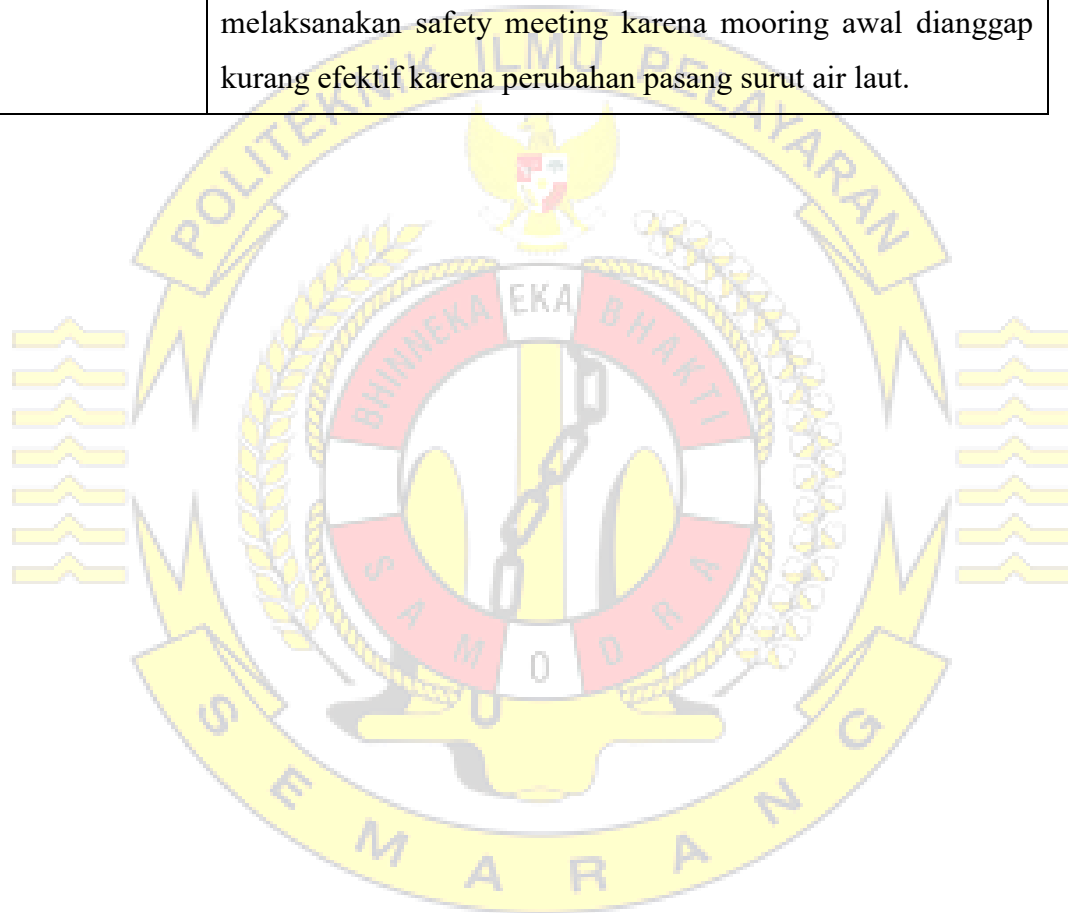 melaksanakan safety meeting karena mooring awal dianggap
kurang efektif karena perubahan pasang surut air laut.
POLITEKNIK ILMU PELAYARAN
BHINNEKA EKA BHAKTI
SAMODRA
SEMARANG